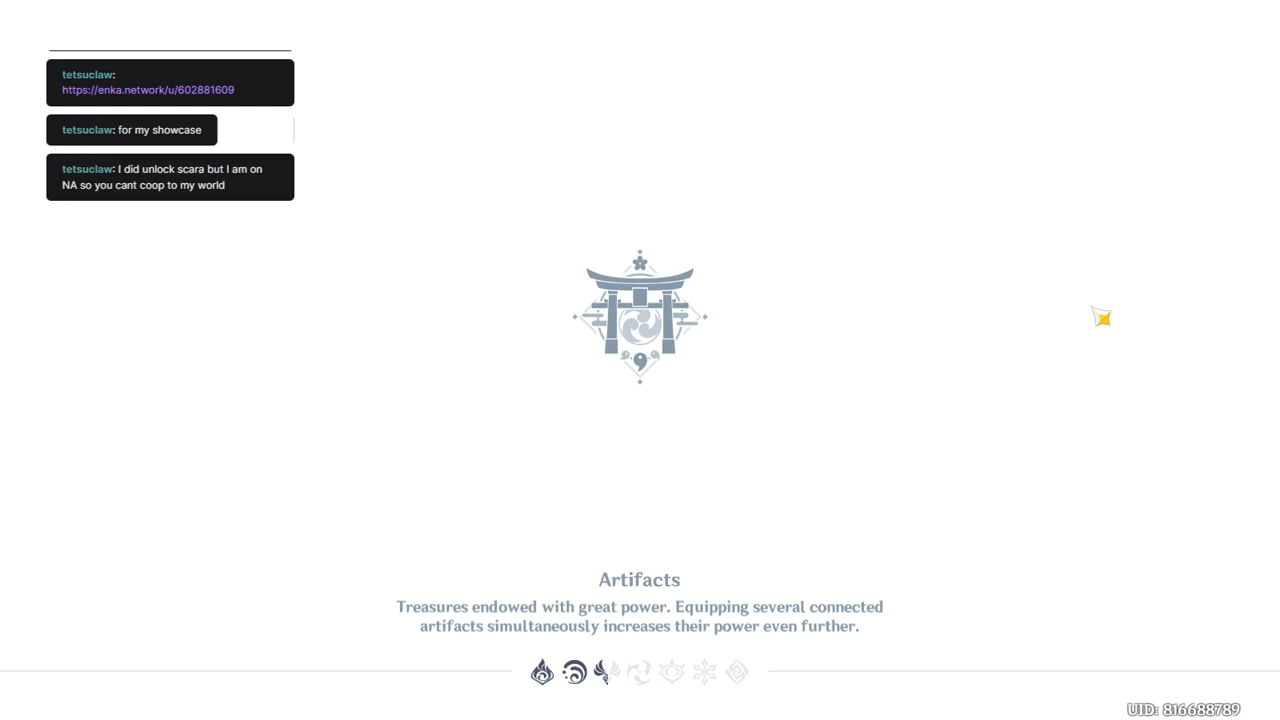 tetsuclaw:
https://enka.network/u/602881609
tetsuclaw: for my showcase
tetsuclaw: I did unlock scara but I am on
NA so you cant coop to my world
Artifacts
Treasures endowed with great power. Equipping several connected
artifacts simultaneously increases their power even further.
UID: 816688789